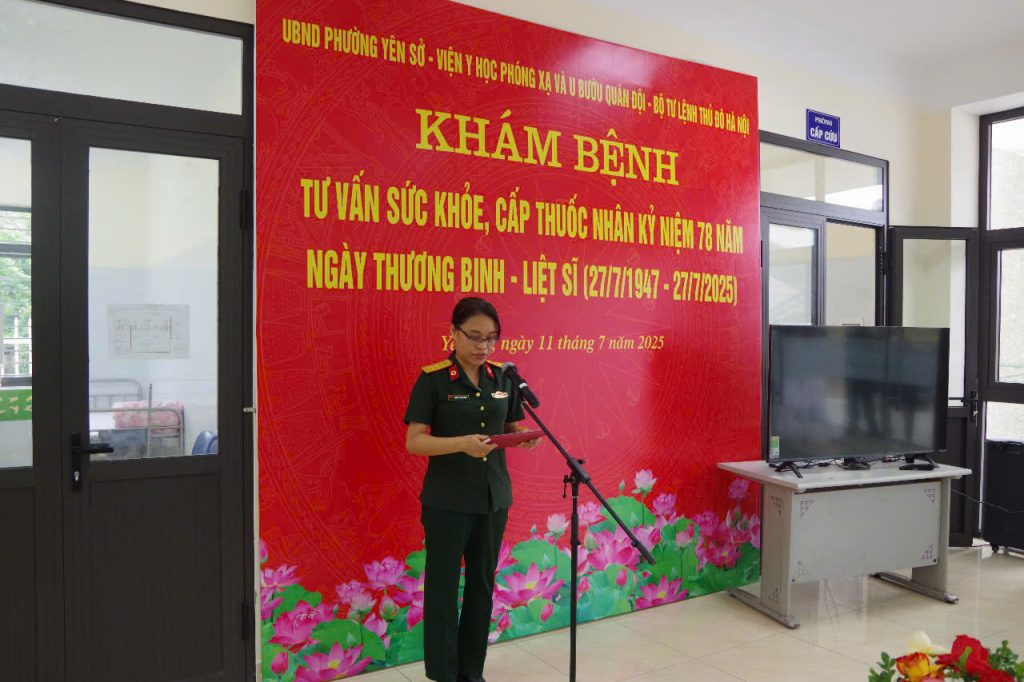 UBND PHƯỜNG YÊN SỞ - VIỆN Y HỌC PHÓNG XẠ VÀ U BƯỚU QUÂN ĐỘI - BỘ TƯ LỆNH THỦ ĐÔ HÀ NỘI
KHÁM BỆNH
TƯ VẤN SỨC KHỎE, CẤP THUỐC NHÂN KỶ NIỆM 78 NĂM
NGÀY THƯƠNG BINH - LIỆT SĨ (27/7/1947 - 27/7/2025)
ngày 11 tháng 7 năm 2025
PHÒNG
CẤP CỨU